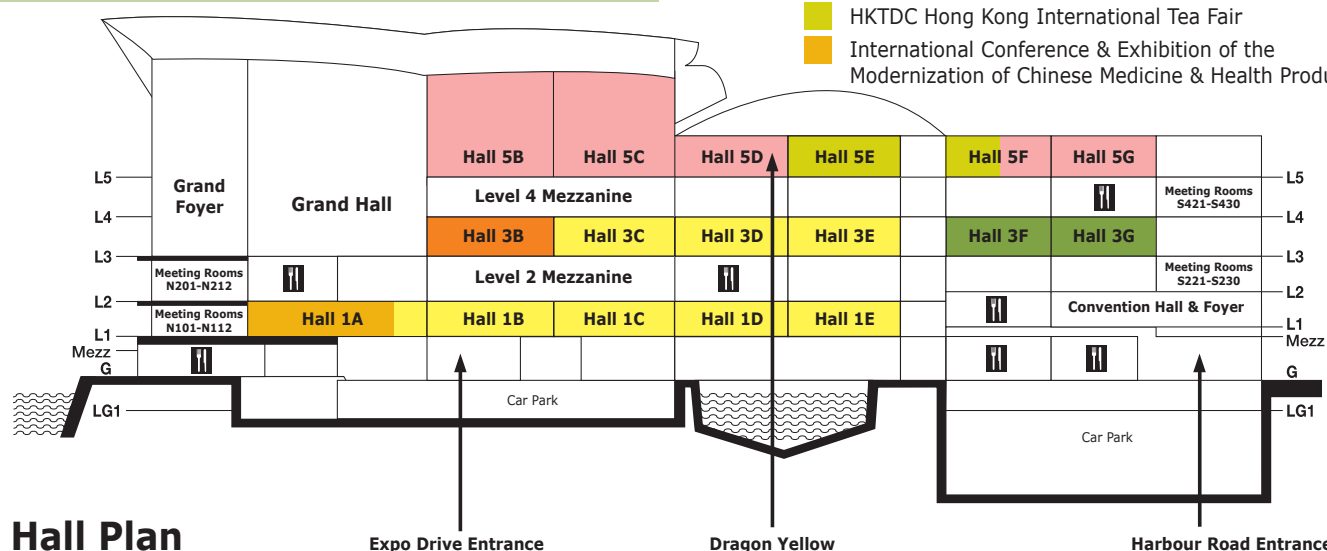 HKTDC Hong Kong International Tea Fair
International Conference & Exhibition of the
Modernization of Chinese Medicine & Health Produ
Hall 5B
Hall 5C
Hall 5D
Hall 5E
Hall 5F
Hall 5G
L5
L5
Grand
Foyer
Grand Hall
Level 4 Mezzanine
Meeting Rooms
S421-S430
L4
L4
Hall 3B
Hall 3C
Hall 3D
Hall 3E
Hall 3F
Hall 3G
L3
L3
Meeting Rooms
N201-N212
Level 2 Mezzanine
Meeting Rooms
S221-S230
L2
L2
Meeting Rooms
N101-N112
Hall 1A
Hall 1B
Hall 1C
Hall 1D
Hall 1E
Convention Hall & Foyer
L1
L1
Mezz
Mezz
G
G
LG1
LG1
Car Park
Car Park
Hall Plan
Expo Drive Entrance
Dragon Yellow
Harbour Road Entrance